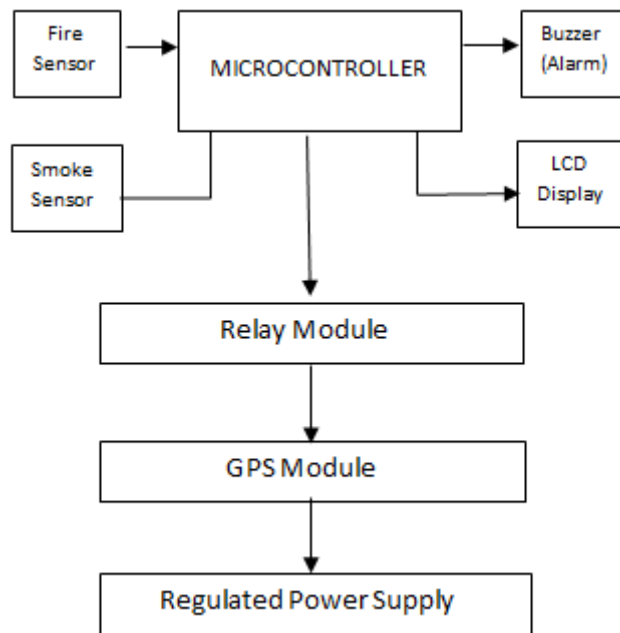 Fire
Sensor
MICROCONTROLLER
Buzzer
(Alarm)
Smoke
Sensor
LCD
Display
Relay Module
GPS Module
Regulated Power Supply